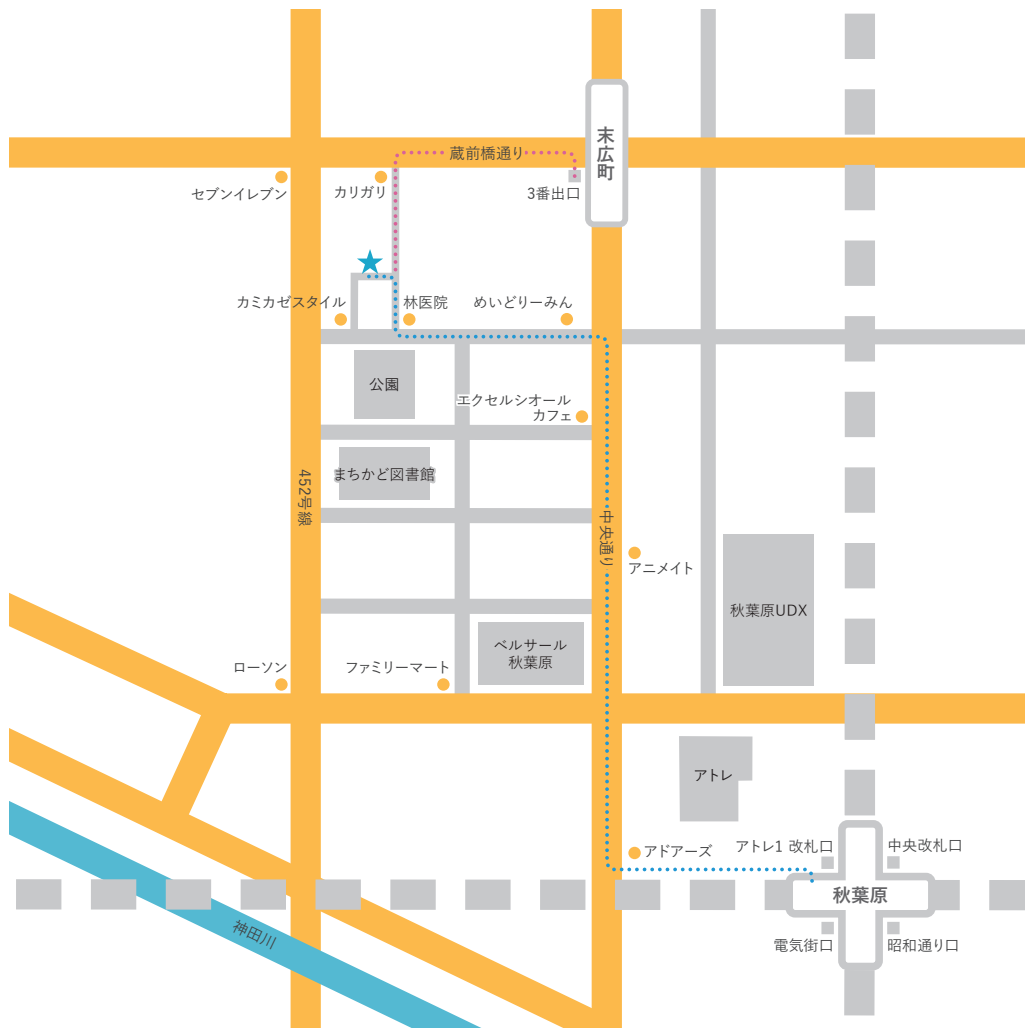 末広町
蔵前橋通り
セブンイレブン
カリガリ
3番出口
カミカゼスタイル
林医院
めいどりーみん
公園
エクセルシオール
カフェ
まちかど図書館
452号線
中央通り
アニメイト
秋葉原UDX
ベルサール
秋葉原
ローソン
ファミリーマート
アトレ
アドアーズ
アトレ1 改札口
中央改札口
秋葉原
神田川
電気街口
昭和通り口